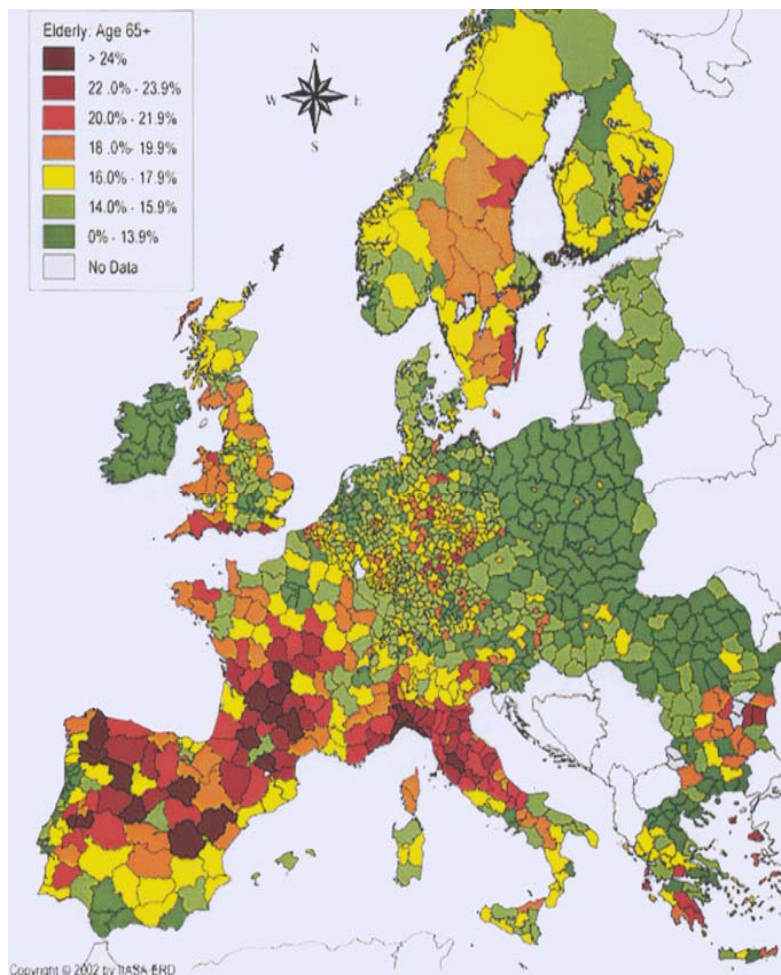 Elderly: Age 65+
> 24%
22 .0% - 23.9%
20.0% - 21.9%
18 .0%- 19.9%
16.0% - 17.9%
14.0% - 15.9%
0% - 13.9%
No Data
N
W E
S
Copyright © 2002 by IIASA-ERD